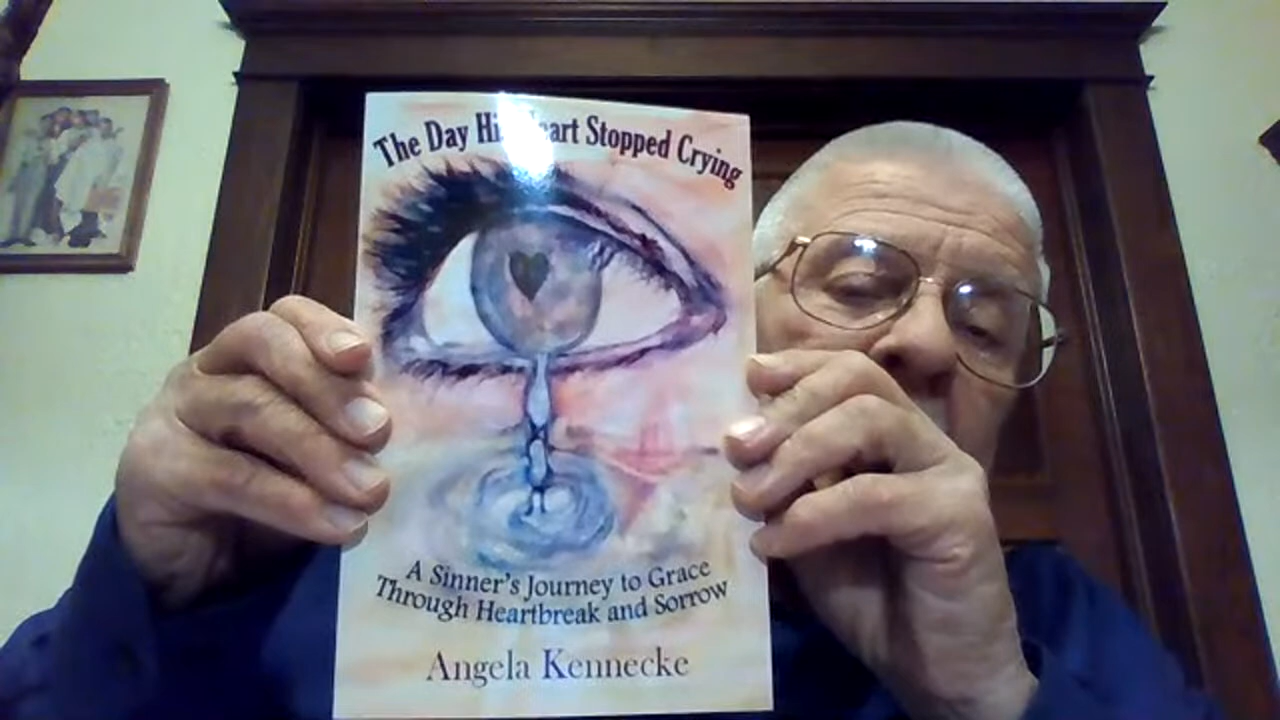 The Day Stopped Crying
A Sinner's Journey to Grace
Through Heartbreak and Sorrow
Angela Kennecke